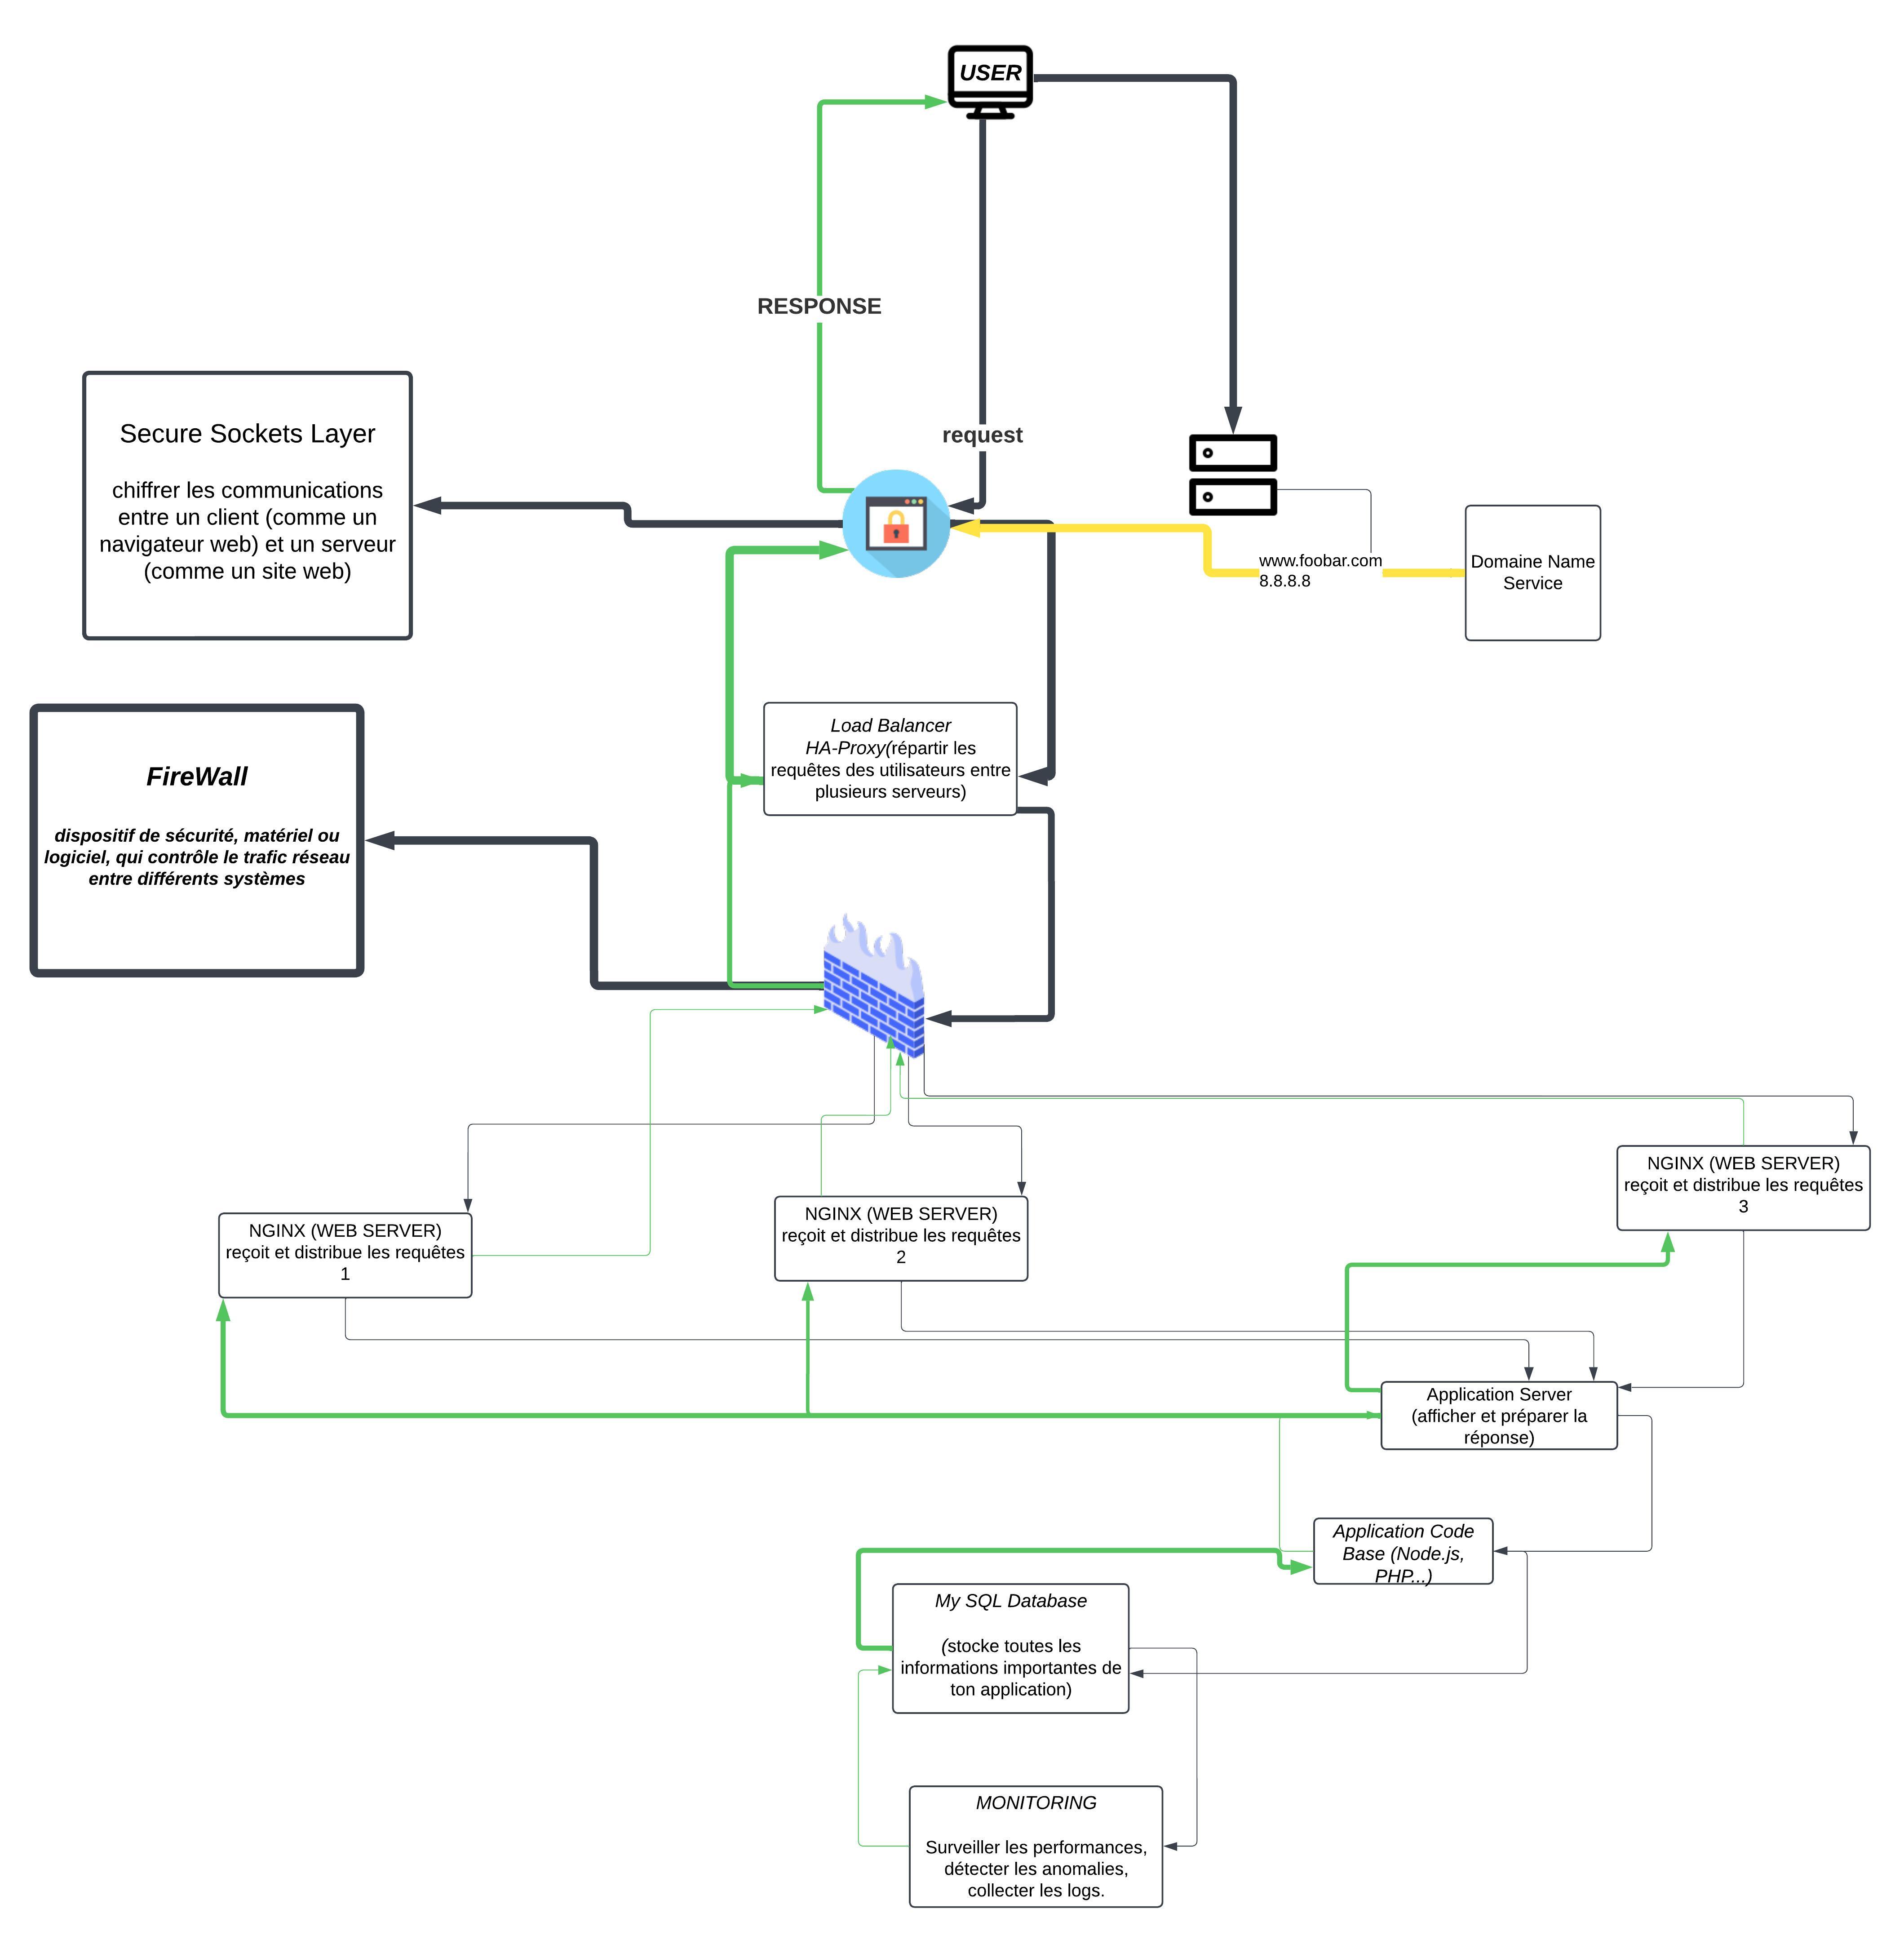 USER
RESPONSE
request
Secure Sockets Layer
chiffrer les communications
entre un client (comme un
navigateur web) et un serveur
(comme un site web)
www.foobar.com
8.8.8.8
Domaine Name
Service
Load Balancer
HA-Proxy(répartir les
requêtes des utilisateurs entre
plusieurs serveurs)
FireWall
dispositif de sécurité, matériel ou
logiciel, qui contrôle le trafic réseau
entre différents systèmes
NGINX (WEB SERVER)
reçoit et distribue les requêtes
1
NGINX (WEB SERVER)
reçoit et distribue les requêtes
2
NGINX (WEB SERVER)
reçoit et distribue les requêtes
3
Application Server
(afficher et préparer la
réponse)
Application Code
Base (Node.js,
PHP...)
My SQL Database
(stocke toutes les
informations importantes de
ton application)
MONITORING
Surveiller les performances,
détecter les anomalies,
collecter les logs.